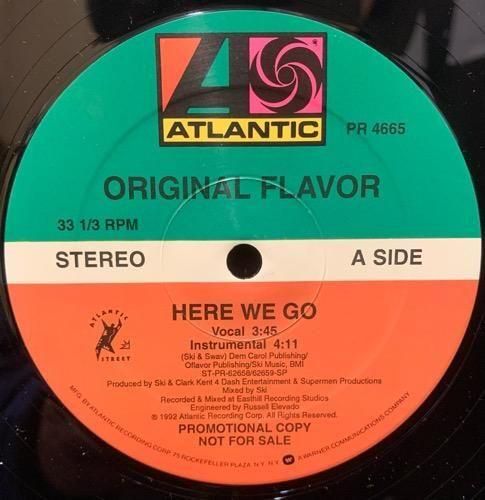 ATLANTIC
PR 4665
ORIGINAL FLAVOR
33 1/3 RPM
STEREO
A SIDE
HERE WE GO
Vocal 3:45
Instrumental 4:11
(Ski & Swav) Dem Carol Publishing/
Oflavor Publishing/Ski Music, BMI
ST-PR-62658/62659-SP
ATLANTIC
STREET
Produced by Ski & Clark Kent 4 Dash Entertainment & Supermen Productions
Mixed by Ski
Recorded & Mixed at Easthill Recording Studios
Engineered by Russell Elevado
© 1992 Atlantic Recording Corp. All Rights Reserved.
PROMOTIONAL COPY
NOT FOR SALE
MFG. BY ATLANTIC RECORDING CORP. 75 ROCKEFELLER PLAZA N.Y. N.Y. A WARNER COMMUNICATIONS COMPANY